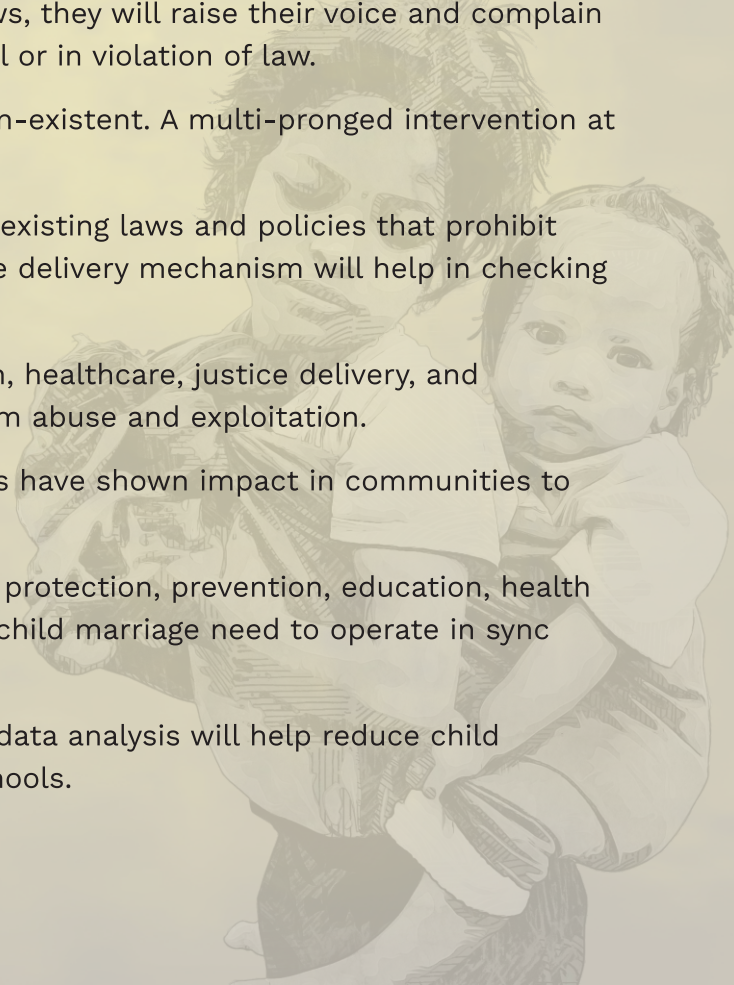 they will raise their voice and complain
or in violation of law.
A multi-pronged intervention at
existing laws and policies that prohibit
delivery mechanism will help in checking
healthcare, justice delivery, and
abuse and exploitation.
have shown impact in communities to
protection, prevention, education, health
child marriage need to operate in sync
data analysis will help reduce child